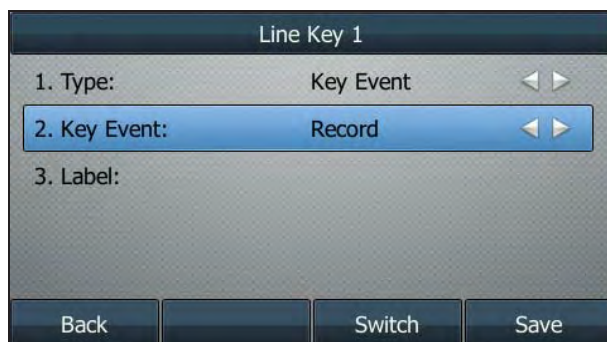 Line Key 1
1. Type: Key Event
2. Key Event: Record
3. Label:
Back Switch Save